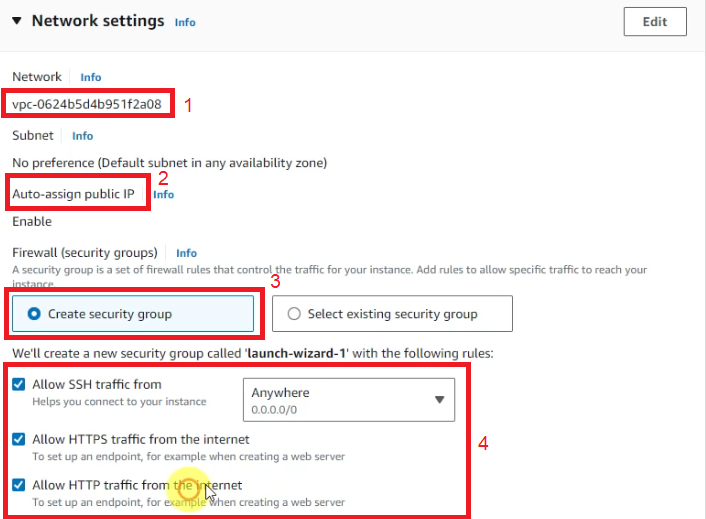 Network settings Info Edit
Network Info
vpc-0624b5d4b951f2a08 1
Subnet Info
No preference (Default subnet in any availability zone)
2
Auto-assign public IP Info
Enable
Firewall (security groups) Info
A security group is a set of firewall rules that control the traffic for your instance. Add rules to allow specific traffic to reach your
instance.
3
Create security group Select existing security group
We'll create a new security group called 'launch-wizard-1' with the following rules:
Allow SSH traffic from Anywhere
Helps you connect to your instance 0.0.0.0/0
Allow HTTPS traffic from the internet 4
To set up an endpoint, for example when creating a web server
Allow HTTP traffic from the internet
To set up an endpoint, for example when creating a web server